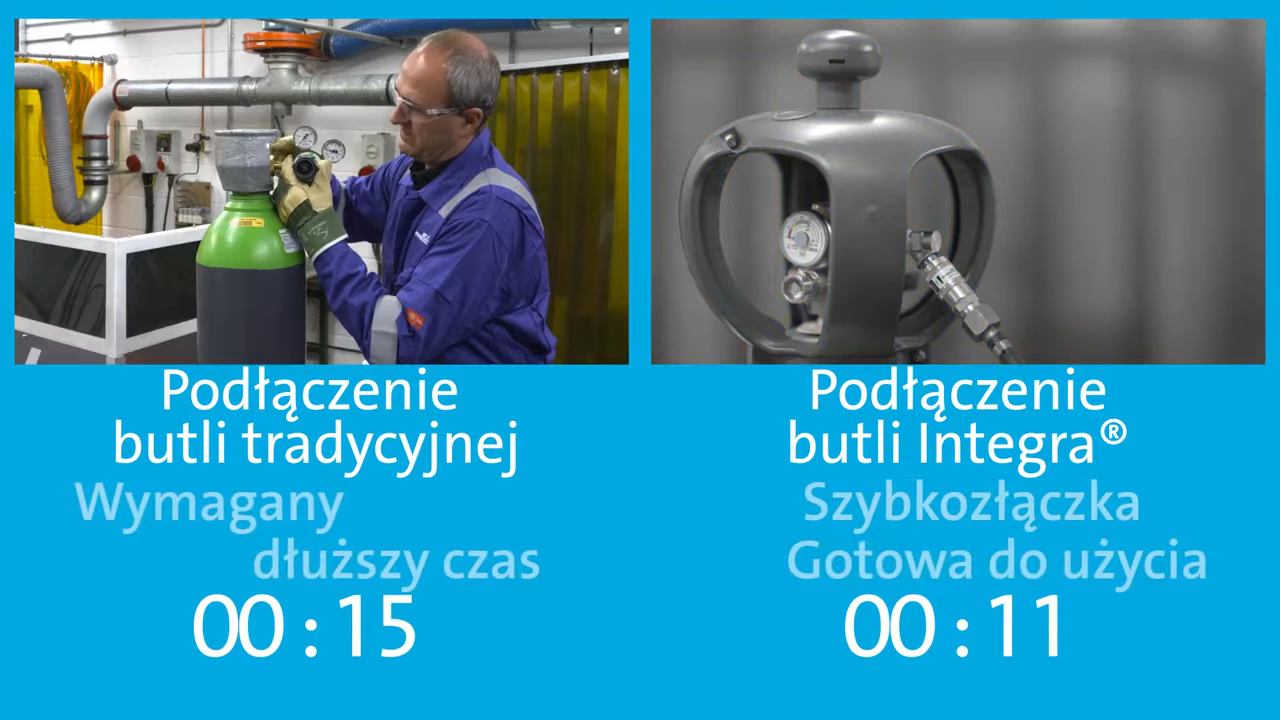 Podłączenie
butli tradycyjnej
Wymagany
dłuższy czas
00:15
Podłączenie
butli Integra®
Szybkozłączka
Gotowa do użycia
00:11